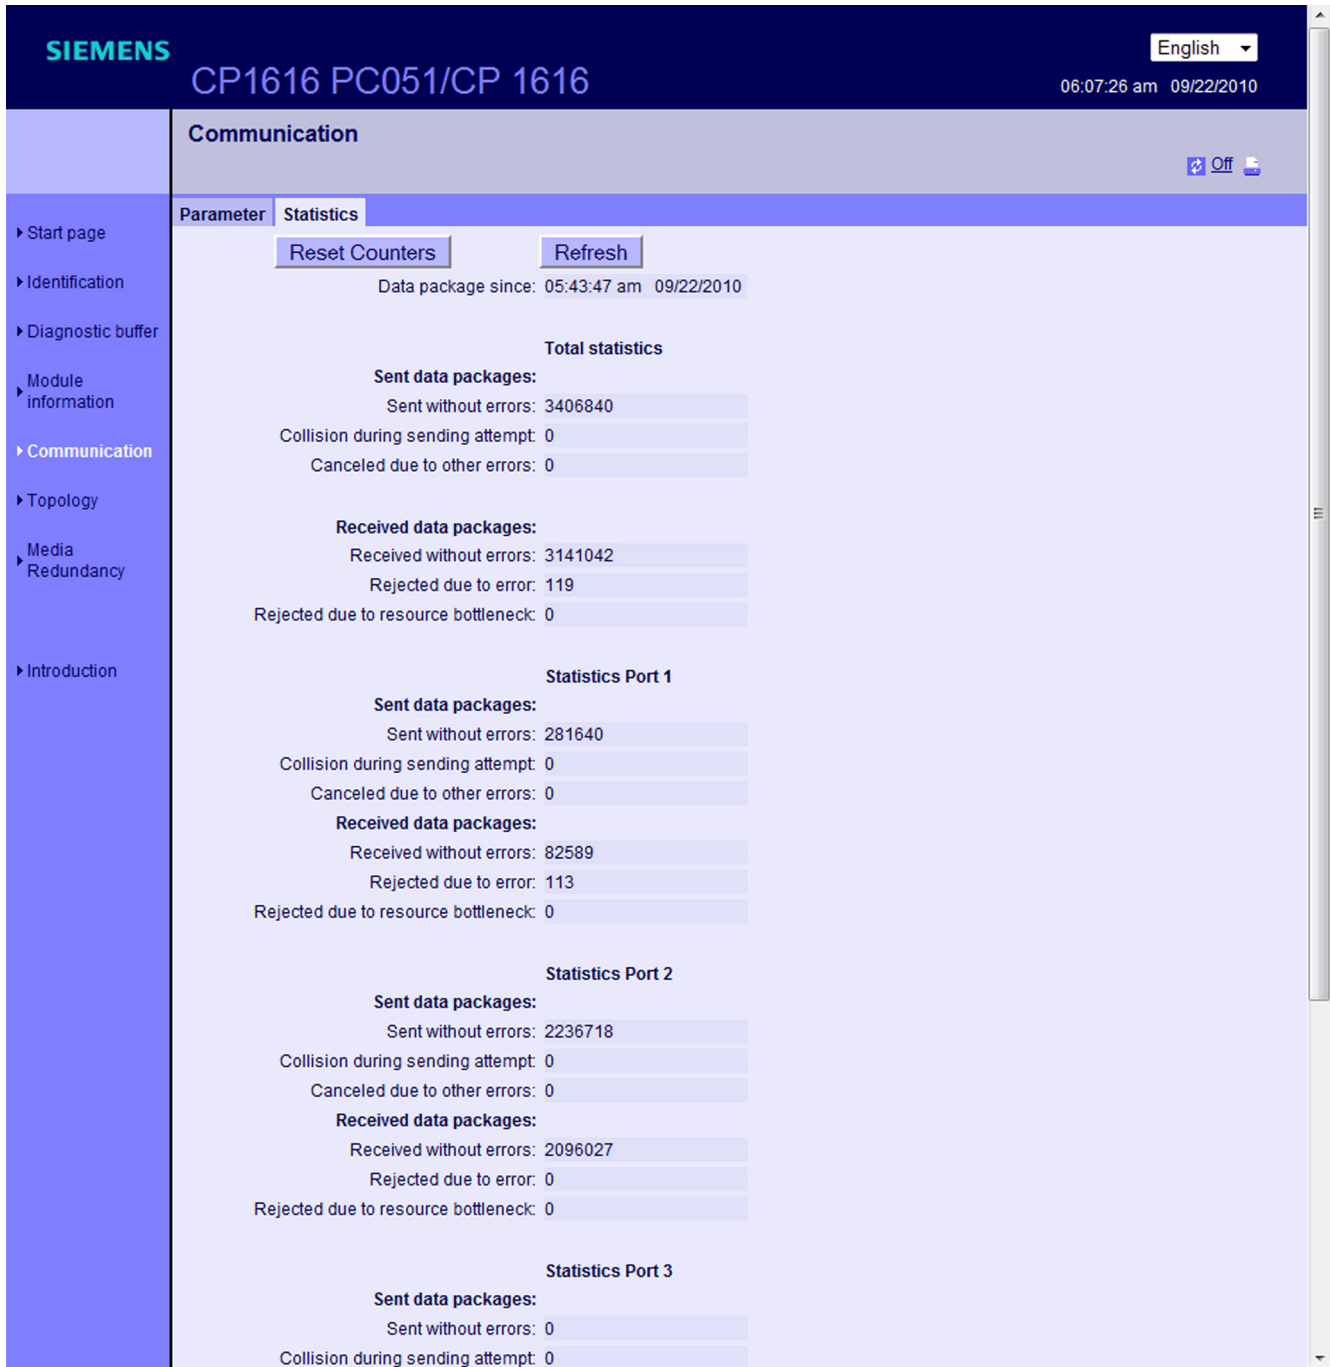 SIEMENS
English
CP1616 PC051/CP 1616
06:07:26 am 09/22/2010
Communication
Off
Parameter Statistics
Start page
Identification
Diagnostic buffer
Module
information
Communication
Topology
Media
Redundancy
Introduction
Reset Counters Refresh
Data package since: 05:43:47 am 09/22/2010
Total statistics
Sent data packages:
Sent without errors: 3406840
Collision during sending attempt: 0
Canceled due to other errors: 0
Received data packages:
Received without errors: 3141042
Rejected due to error: 119
Rejected due to resource bottleneck: 0
Statistics Port 1
Sent data packages:
Sent without errors: 281640
Collision during sending attempt: 0
Canceled due to other errors: 0
Received data packages:
Received without errors: 82589
Rejected due to error: 113
Rejected due to resource bottleneck: 0
Statistics Port 2
Sent data packages:
Sent without errors: 2236718
Collision during sending attempt: 0
Canceled due to other errors: 0
Received data packages:
Received without errors: 2096027
Rejected due to error: 0
Rejected due to resource bottleneck: 0
Statistics Port 3
Sent data packages:
Sent without errors: 0
Collision during sending attempt: 0